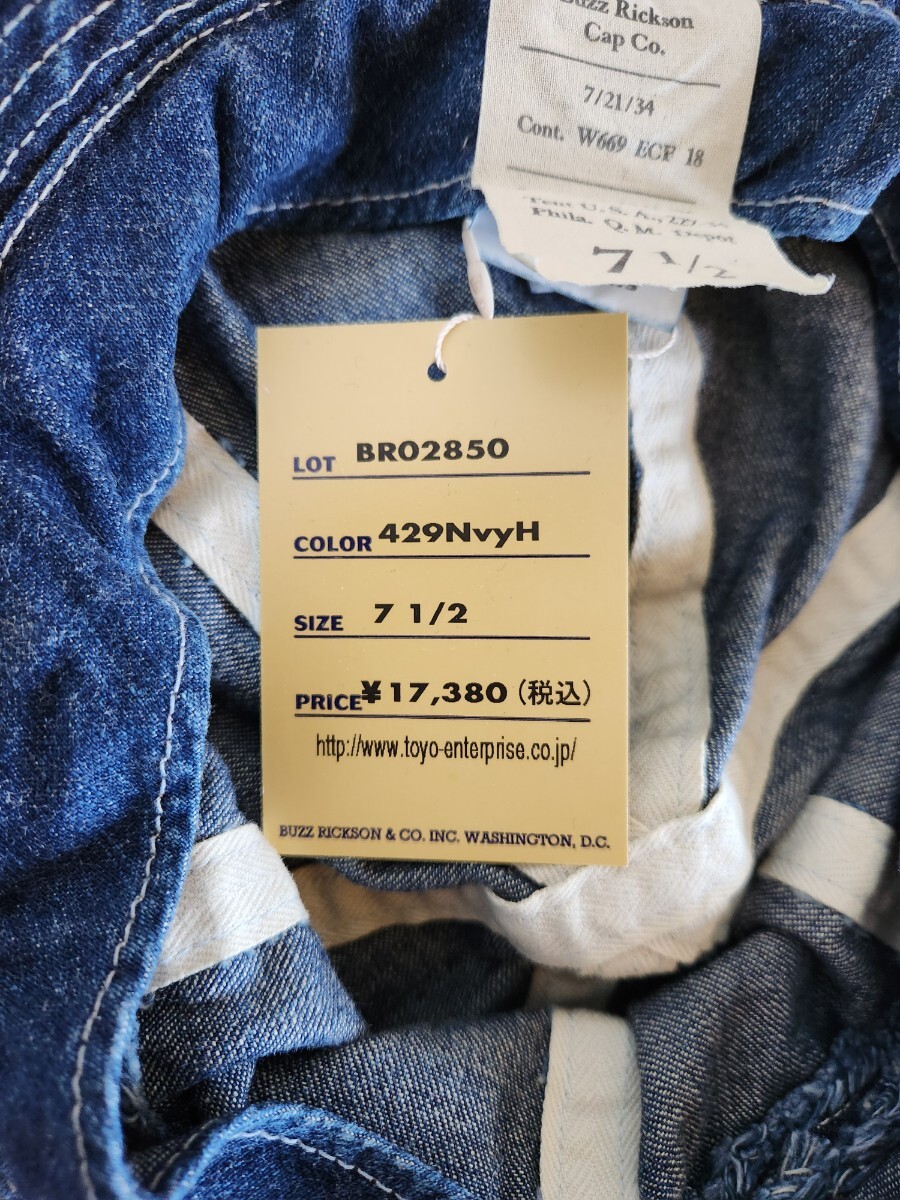 Buzz Rickson
Cap Co.
7/21/34
Cont. W669 ECF 18
Tent U. S. A.,
Phila. Q. M. Depot
7 1/2
LOT BR02850
COLOR 429NvyH
SIZE 7 1/2
PRICE ¥17,380 (税込)
http://www.toyo-enterprise.co.jp/
BUZZ RICKSON & CO. INC. WASHINGTON, D.C.